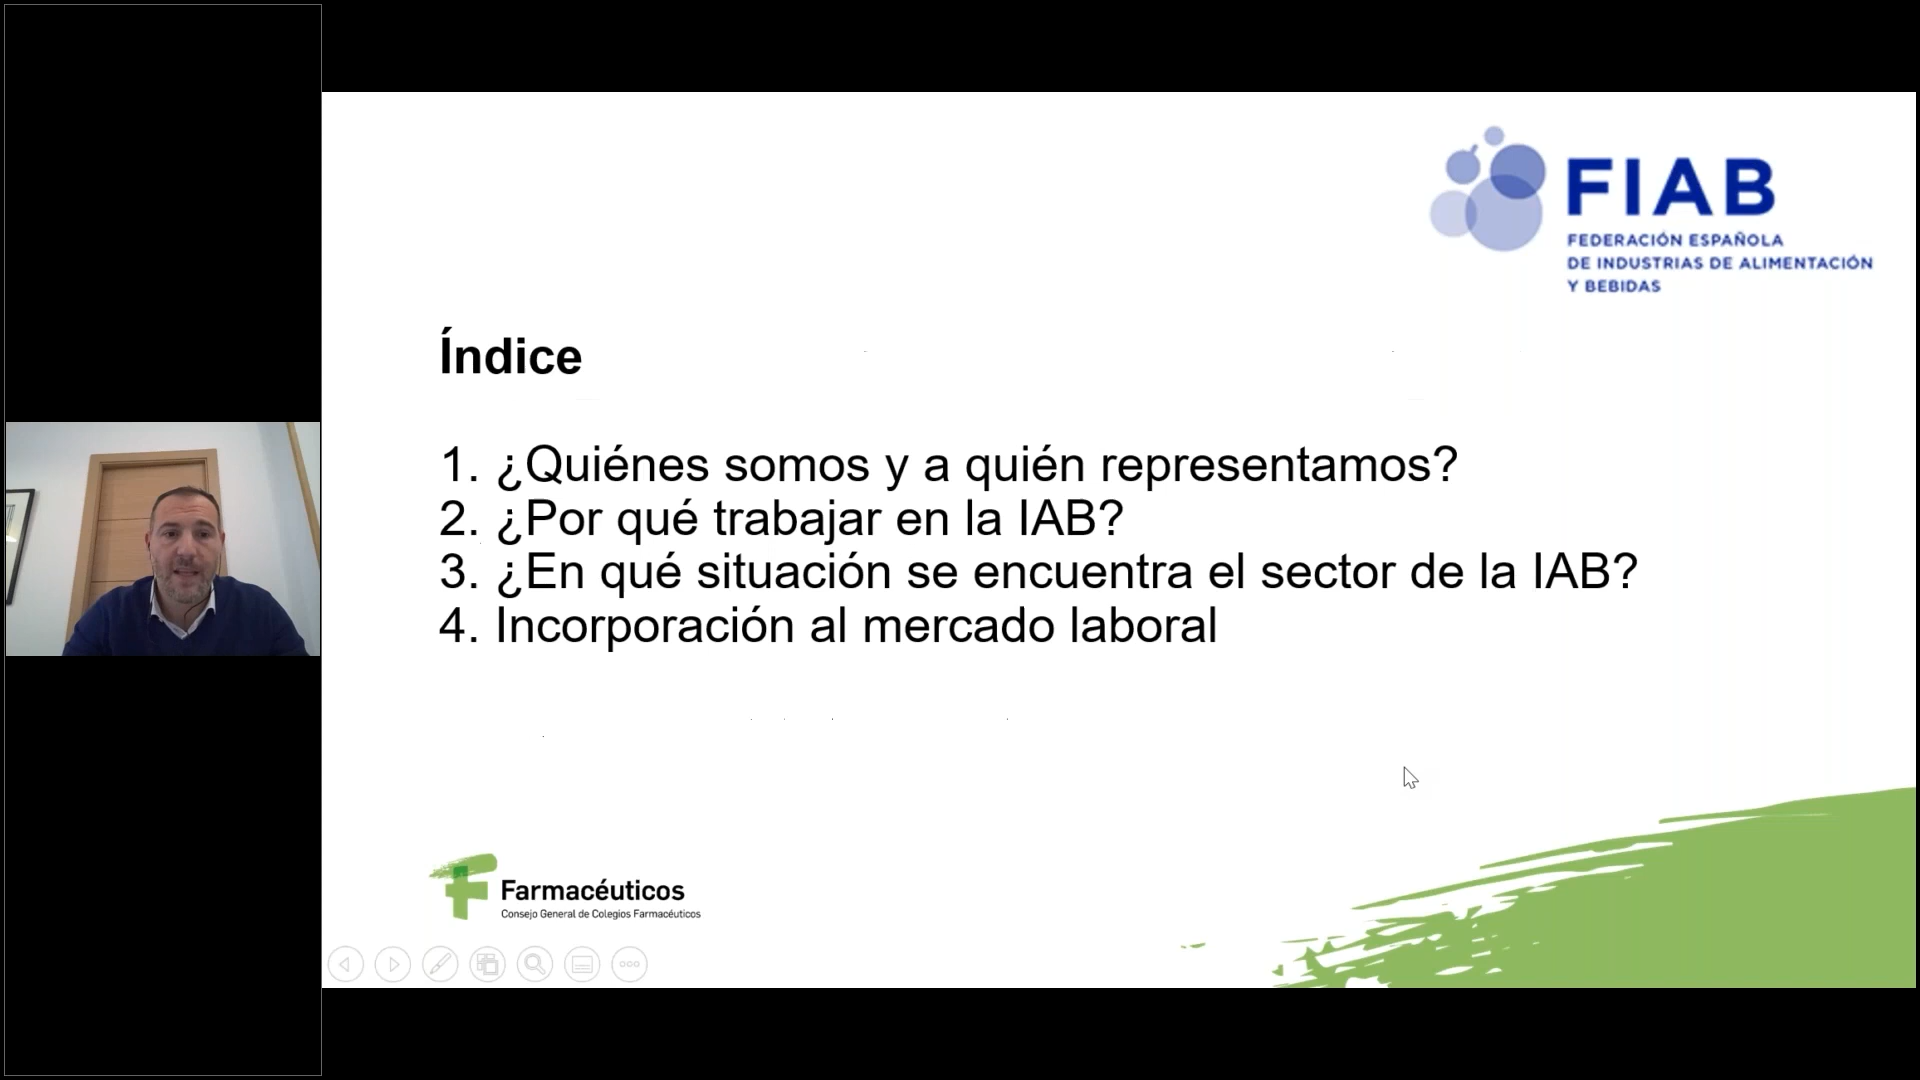 FIAB
FEDERACIÓN ESPAÑOLA
DE INDUSTRIAS DE ALIMENTACIÓN
Y BEBIDAS
Índice
1. ¿Quiénes somos y a quién representamos?
2. ¿Por qué trabajar en la IAB?
3. ¿En qué situación se encuentra el sector de la IAB?
4. Incorporación al mercado laboral
Farmacéuticos
Consejo General de Colegios Farmacéuticos